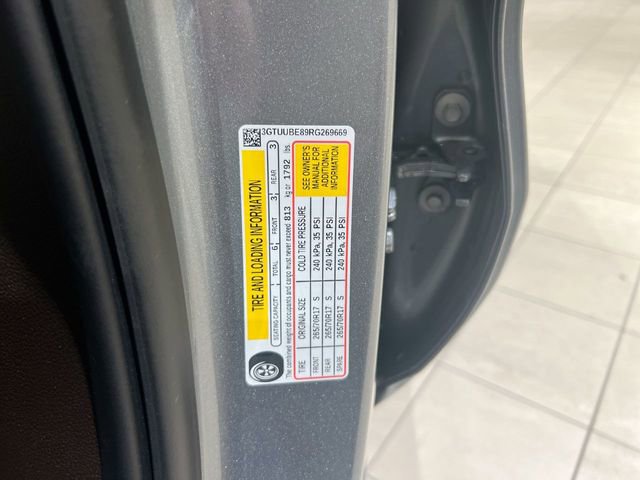 3GTUUBE89RG269669
TIRE AND LOADING INFORMATION
SEATING CAPACITY TOTAL 6 FRONT 3 REAR 3
The combined weight of occupants and cargo must never exceed 813 kg or 1792 lbs.
TIRE ORIGINAL SIZE COLD TIRE PRESSURE
FRONT 265/70R17 S 240 kPa, 35 PSI
REAR 265/70R17 S 240 kPa, 35 PSI
SPARE 265/70R17 S 240 kPa, 35 PSI
SEE OWNER'S
MANUAL FOR
ADDITIONAL
INFORMATION